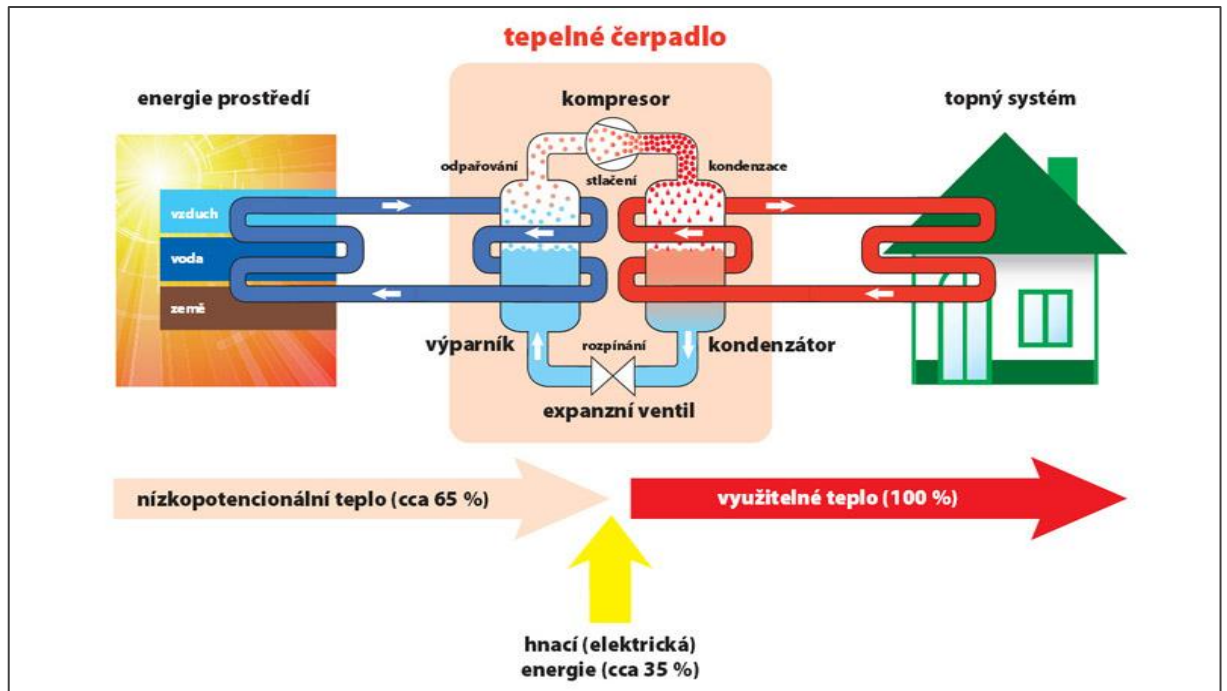 tepelné čerpadlo
energie prostředí
kompresor
topný systém
odpařování
stlačení
kondenzace
vzduch
voda
země
výparník
rozpínání
kondenzátor
expanzní ventil
nízkopotencionální teplo (cca 65 %)
využitelné teplo (100 %)
hnací (elektrická)
energie (cca 35 %)